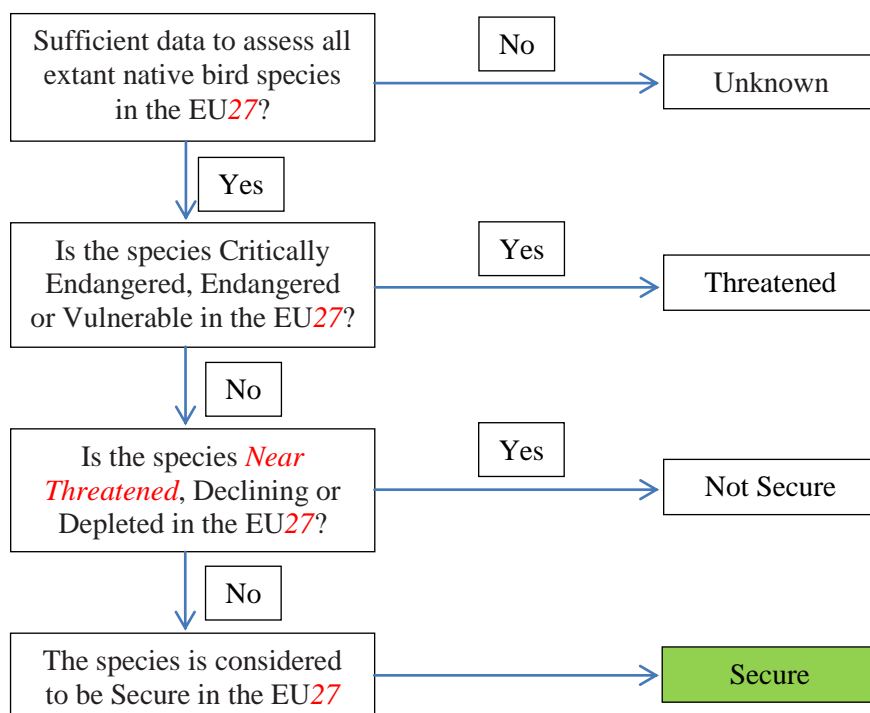 Sufficient data to assess all
extant native bird species
in the EU27?
No
Unknown
Yes
Is the species Critically
Endangered, Endangered
or Vulnerable in the EU27?
Yes
Threatened
No
Is the species Near
Threatened, Declining or
Depleted in the EU27?
Yes
Not Secure
No
The species is considered
to be Secure in the EU27
Secure